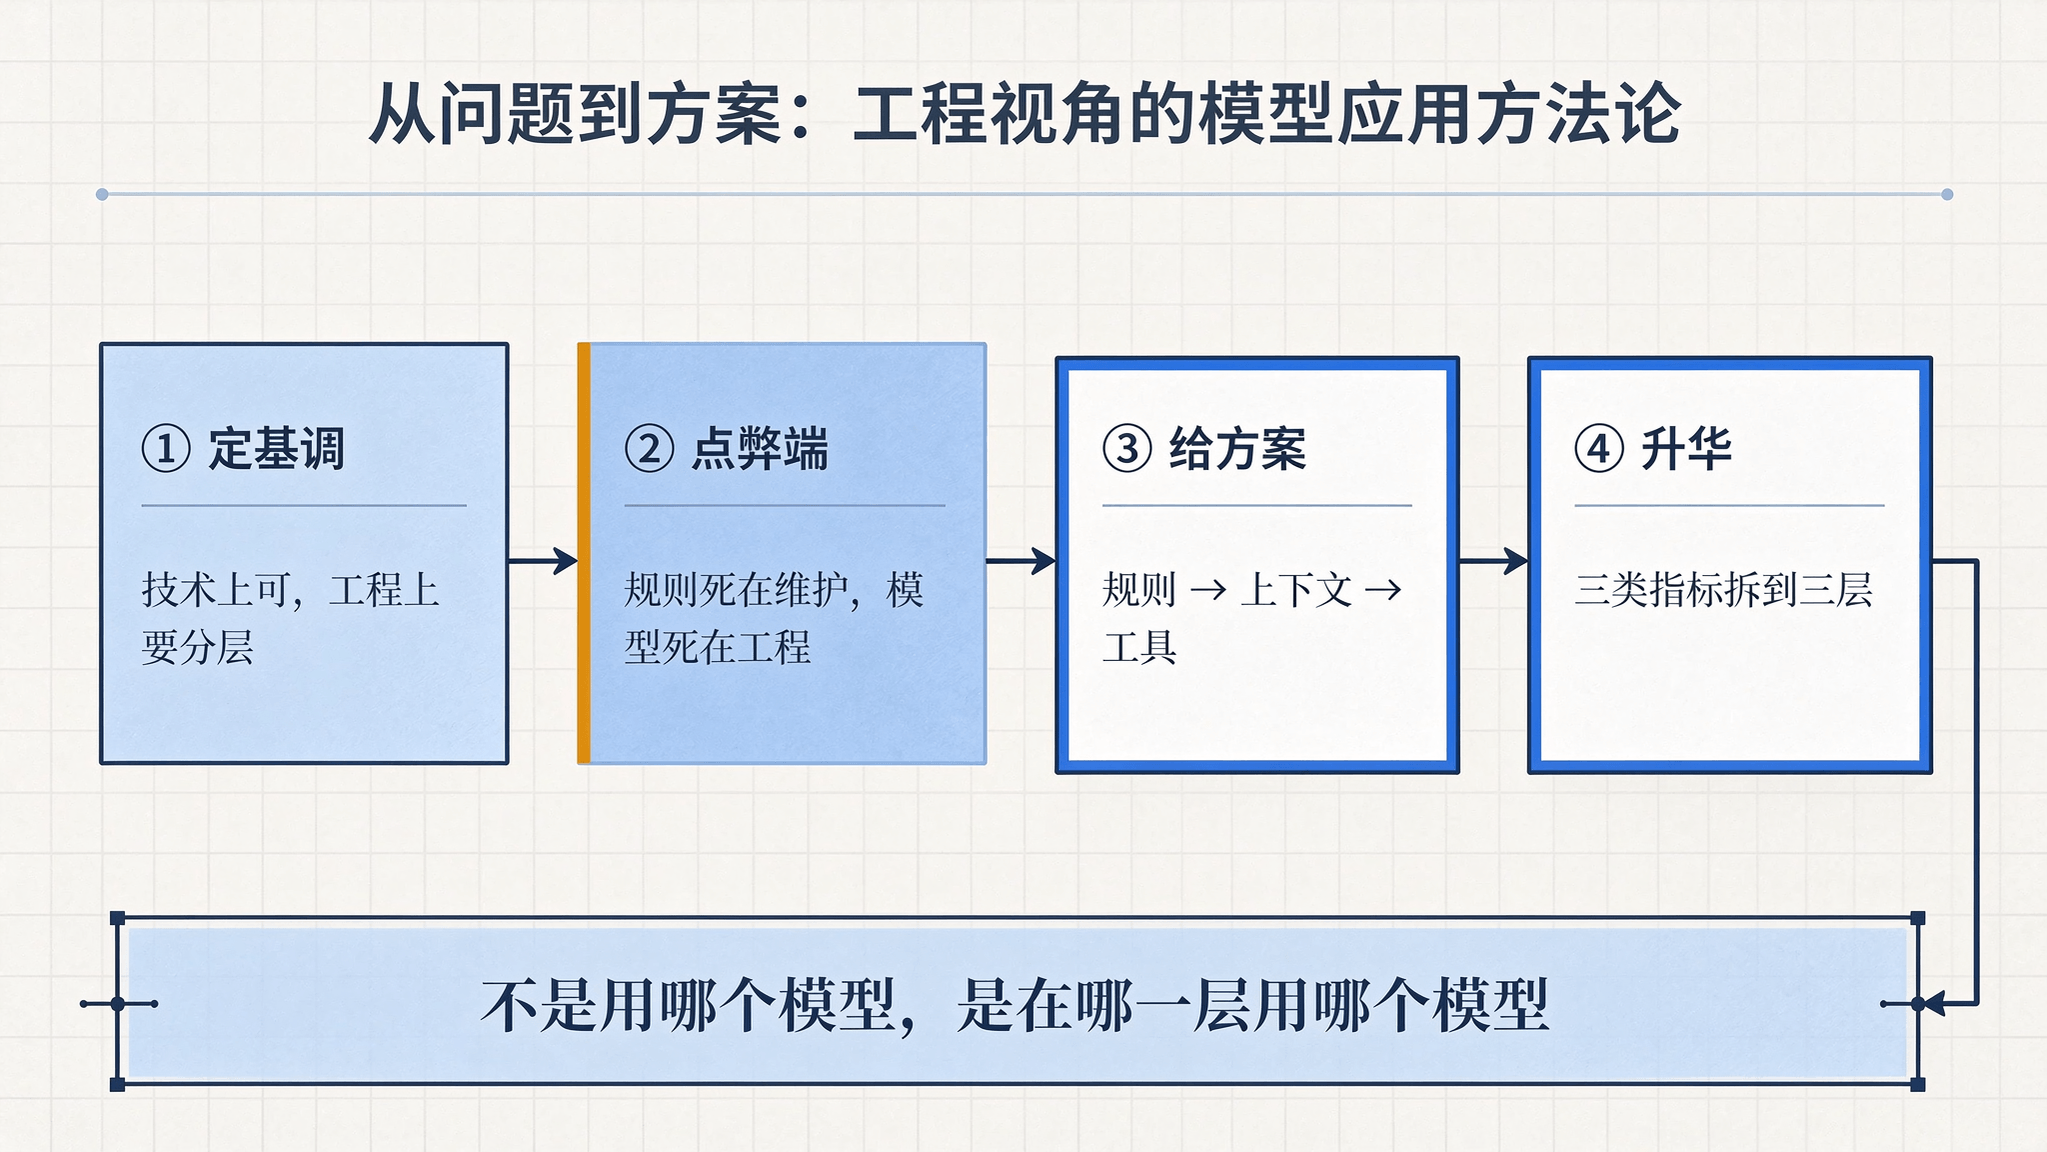 从问题到方案：工程视角的模型应用方法论
① 定基调
技术上可，工程上
要分层
② 点弊端
规则死在维护，模
型死在工程
③ 给方案
规则 → 上下文 →
工具
④ 升华
三类指标拆到三层
不是用哪个模型，是在哪一层用哪个模型